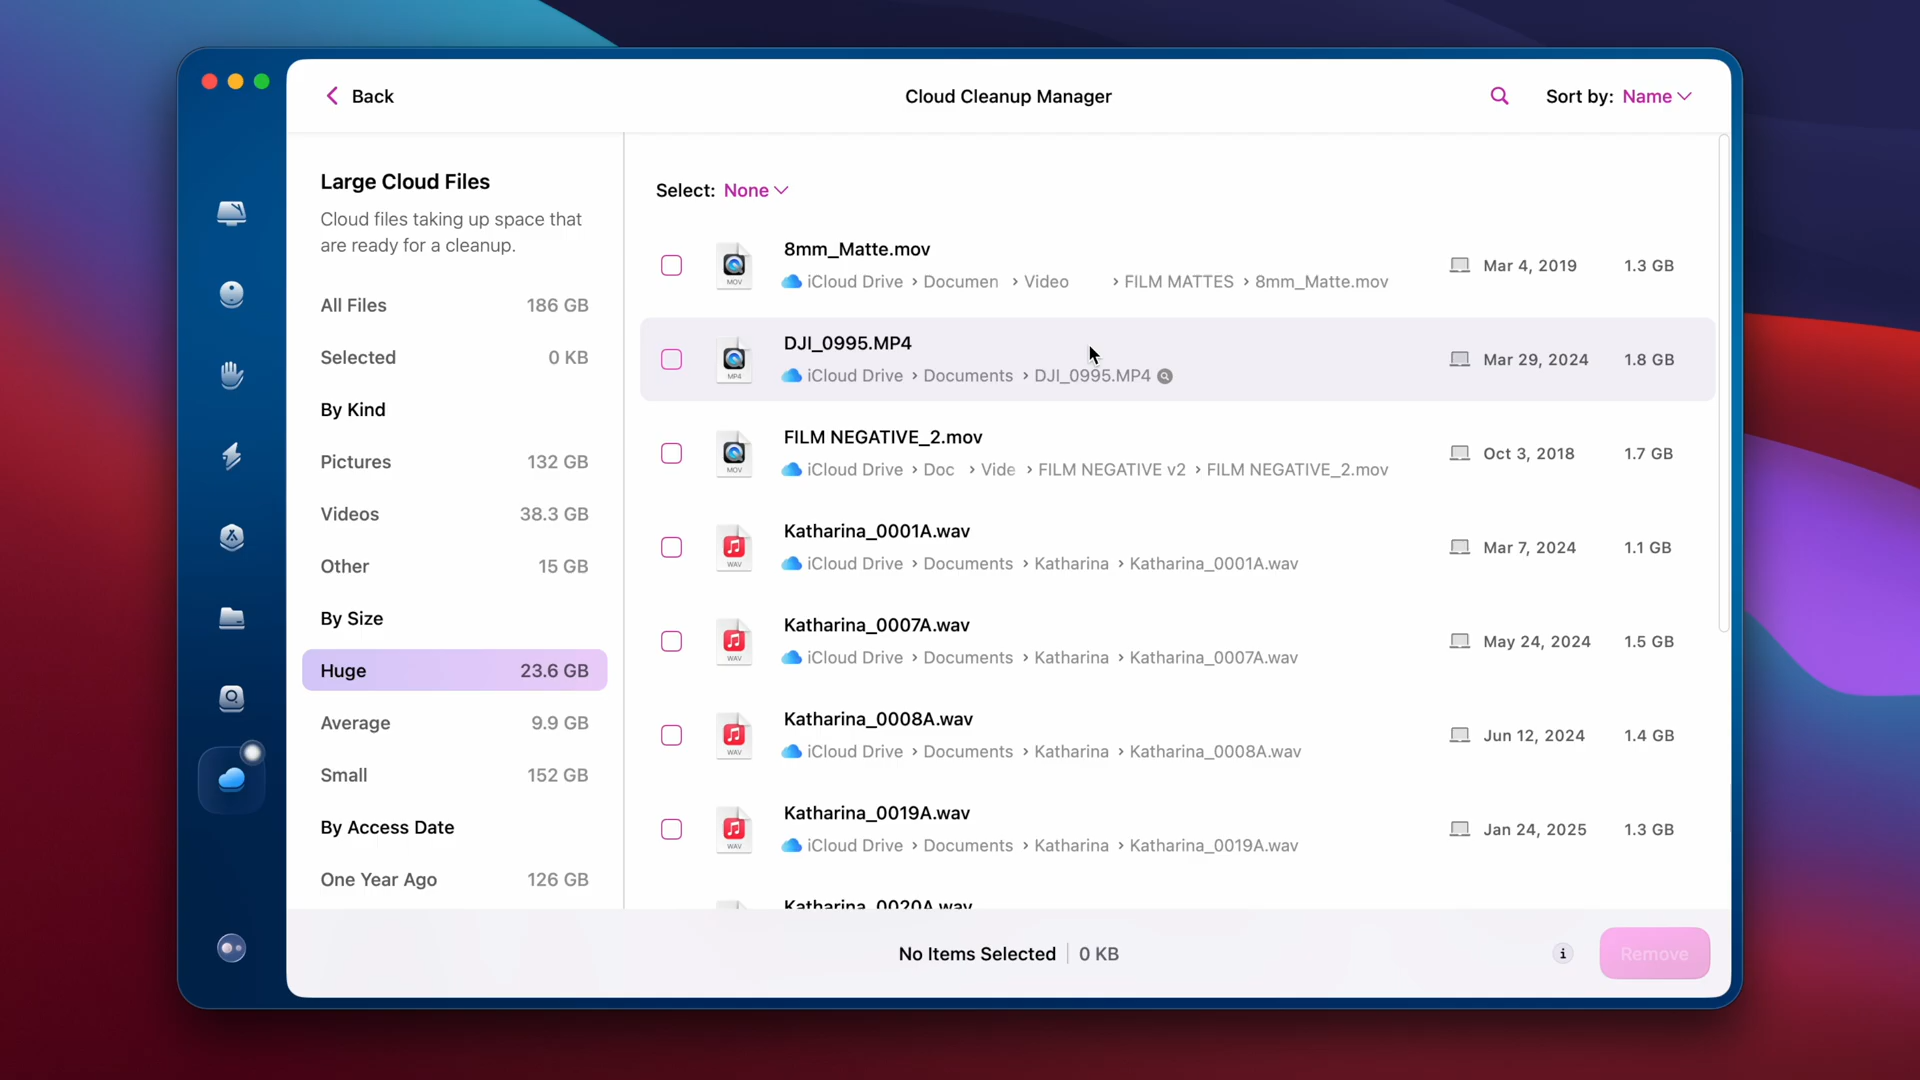 Back
Cloud Cleanup Manager
Sort by: Name
Large Cloud Files
Cloud files taking up space that
are ready for a cleanup.
All Files 186 GB
Selected 0 KB
By Kind
Pictures 132 GB
Videos 38.3 GB
Other 15 GB
By Size
Huge 23.6 GB
Average 9.9 GB
Small 152 GB
By Access Date
One Year Ago 126 GB
Select: None
8mm_Matte.mov
MOV
iCloud Drive › Documen › Video › FILM MATTES › 8mm_Matte.mov
Mar 4, 2019 1.3 GB
DJI_0995.MP4
MP4
iCloud Drive › Documents › DJI_0995.MP4
Mar 29, 2024 1.8 GB
FILM NEGATIVE_2.mov
MOV
iCloud Drive › Doc › Vide › FILM NEGATIVE v2 › FILM NEGATIVE_2.mov
Oct 3, 2018 1.7 GB
Katharina_0001A.wav
WAV
iCloud Drive › Documents › Katharina › Katharina_0001A.wav
Mar 7, 2024 1.1 GB
Katharina_0007A.wav
WAV
iCloud Drive › Documents › Katharina › Katharina_0007A.wav
May 24, 2024 1.5 GB
Katharina_0008A.wav
WAV
iCloud Drive › Documents › Katharina › Katharina_0008A.wav
Jun 12, 2024 1.4 GB
Katharina_0019A.wav
WAV
iCloud Drive › Documents › Katharina › Katharina_0019A.wav
Jan 24, 2025 1.3 GB
Katharina_0020A.wav
No Items Selected 0 KB
i
Remove